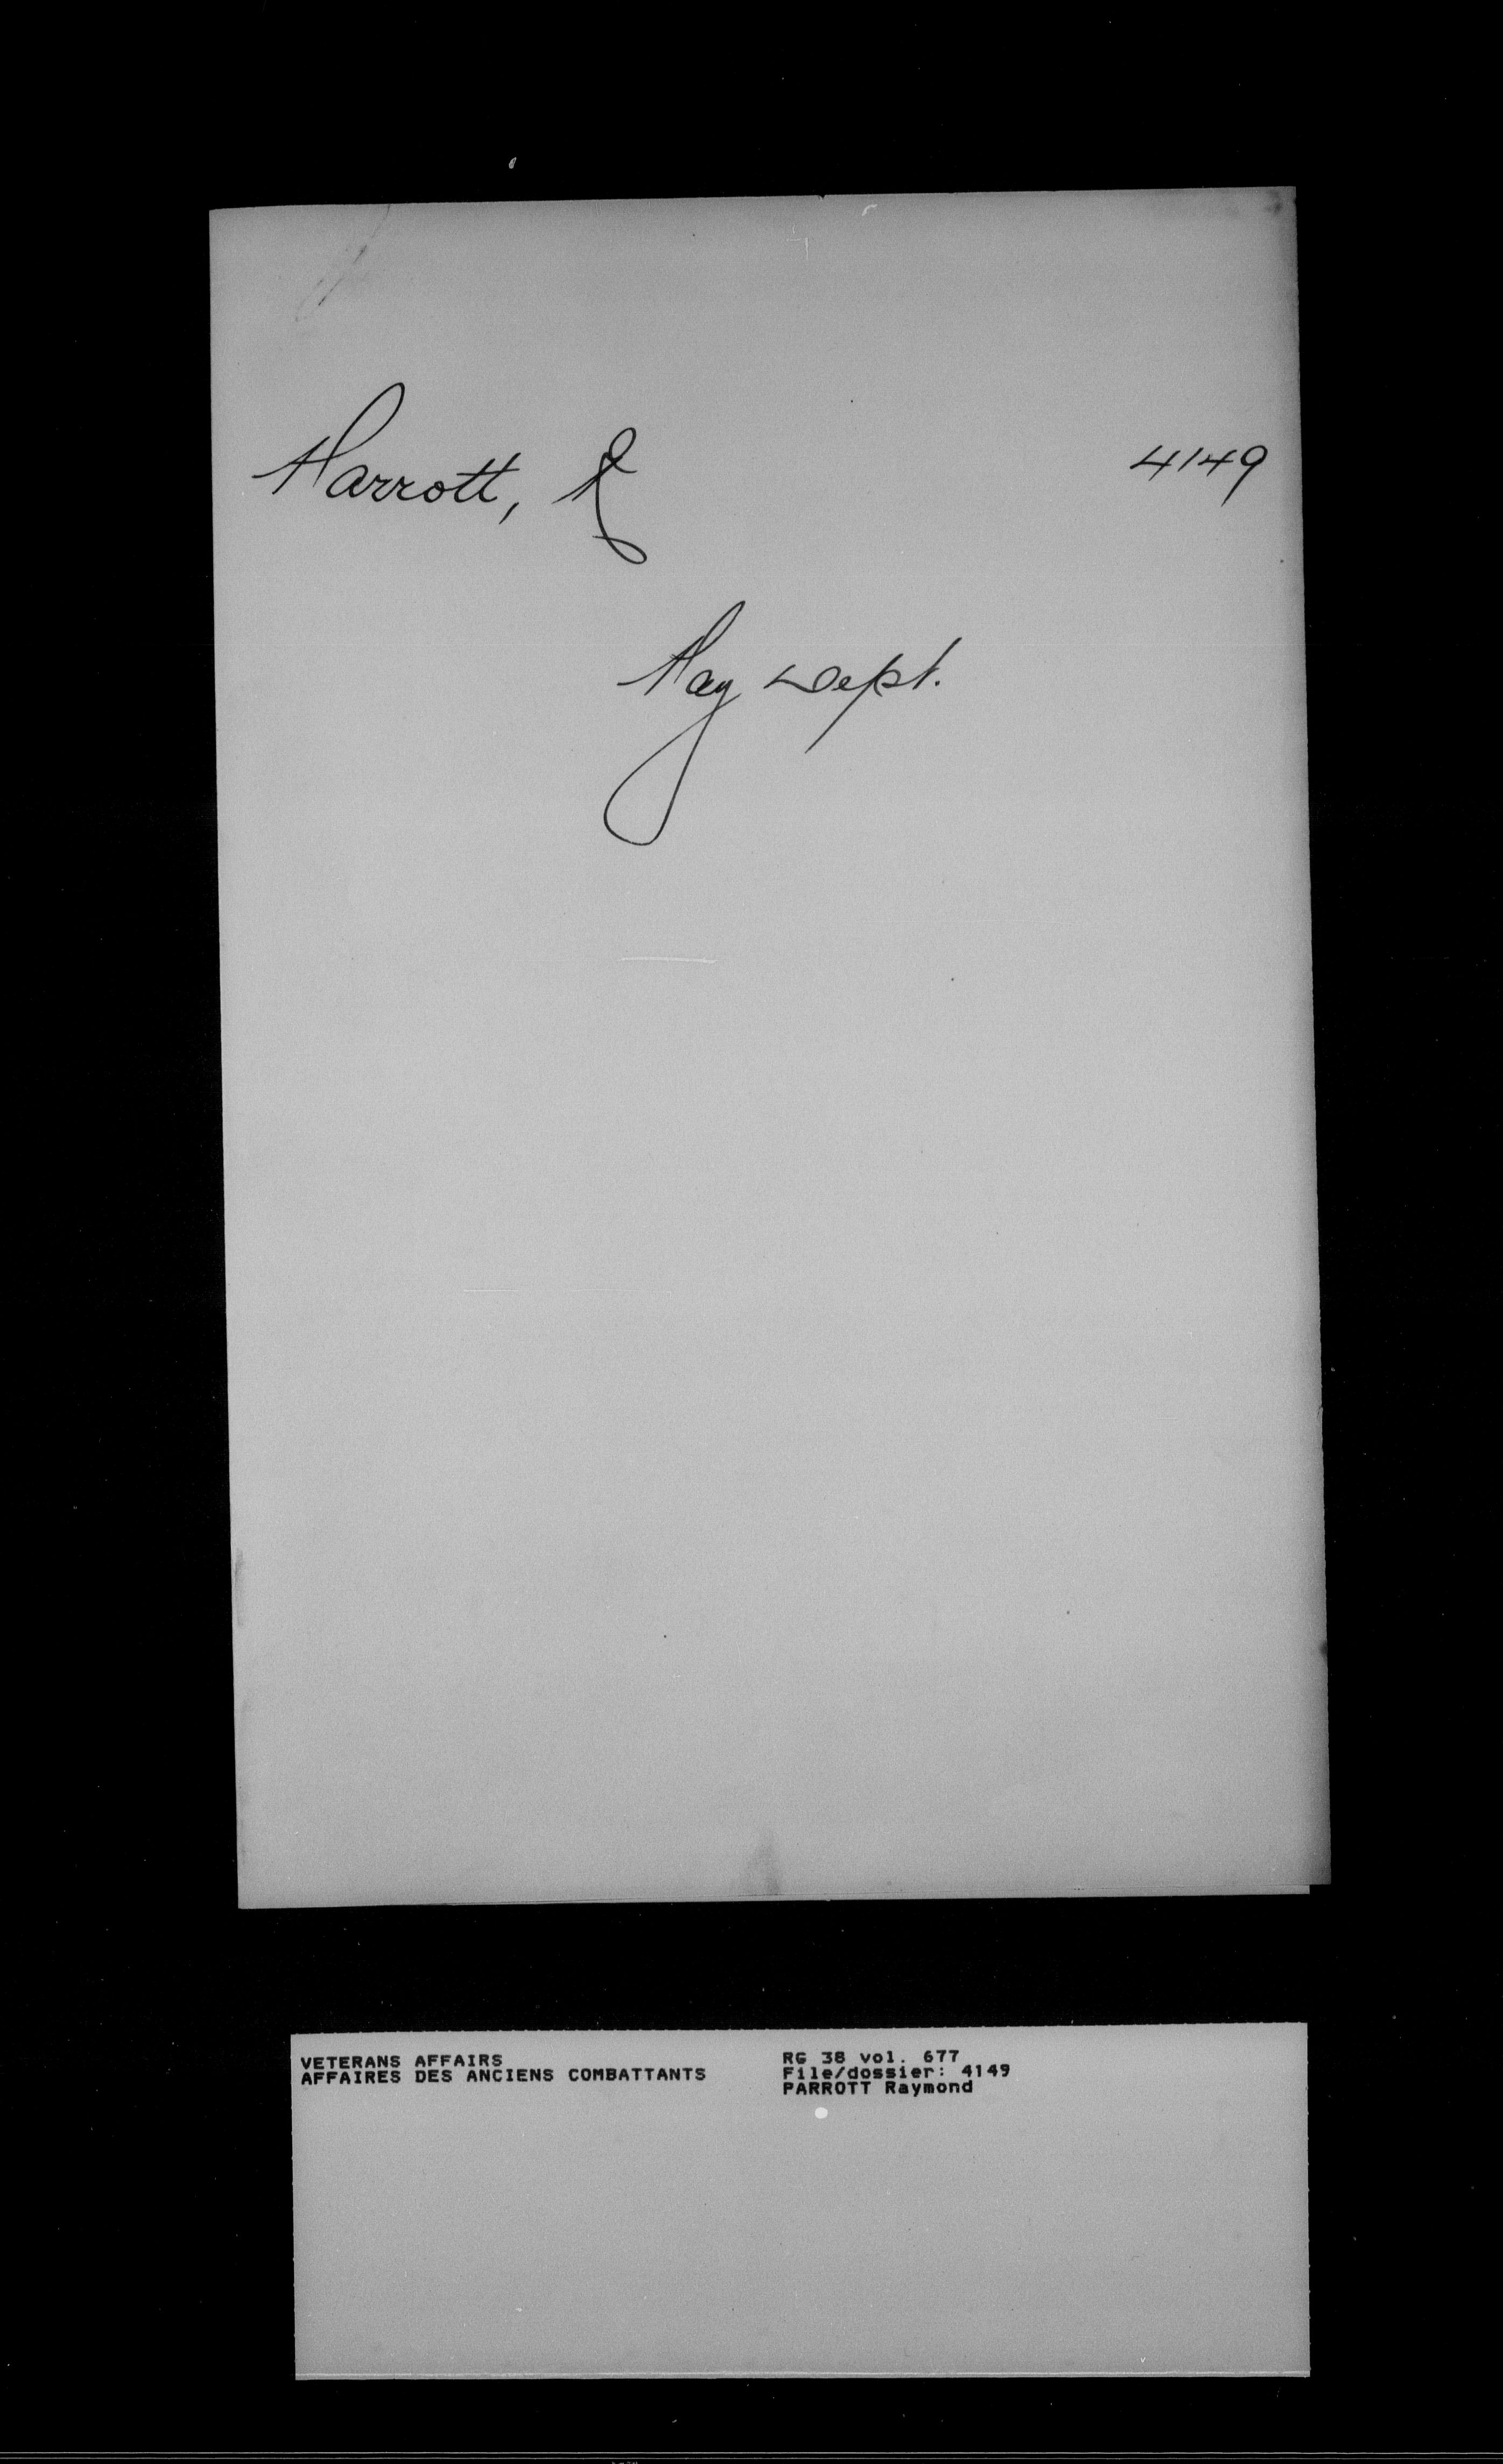 Parrott, R
4149
Pay Dept.
VETERANS AFFAIRS
AFFAIRES DES ANCIENS COMBATTANTS
RG 38 vol. 677
File/dossier: 4149
PARROTT Raymond